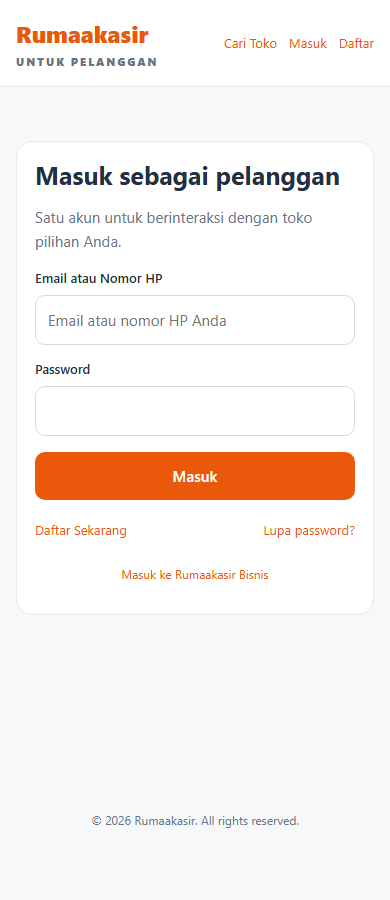 Rumaakasir
UNTUK PELANGGAN
Cari Toko Masuk Daftar
Masuk sebagai pelanggan
Satu akun untuk berinteraksi dengan toko
pilihan Anda.
Email atau Nomor HP
Email atau nomor HP Anda
Password
Masuk
Daftar Sekarang Lupa password?
Masuk ke Rumaakasir Bisnis
© 2026 Rumaakasir. All rights reserved.